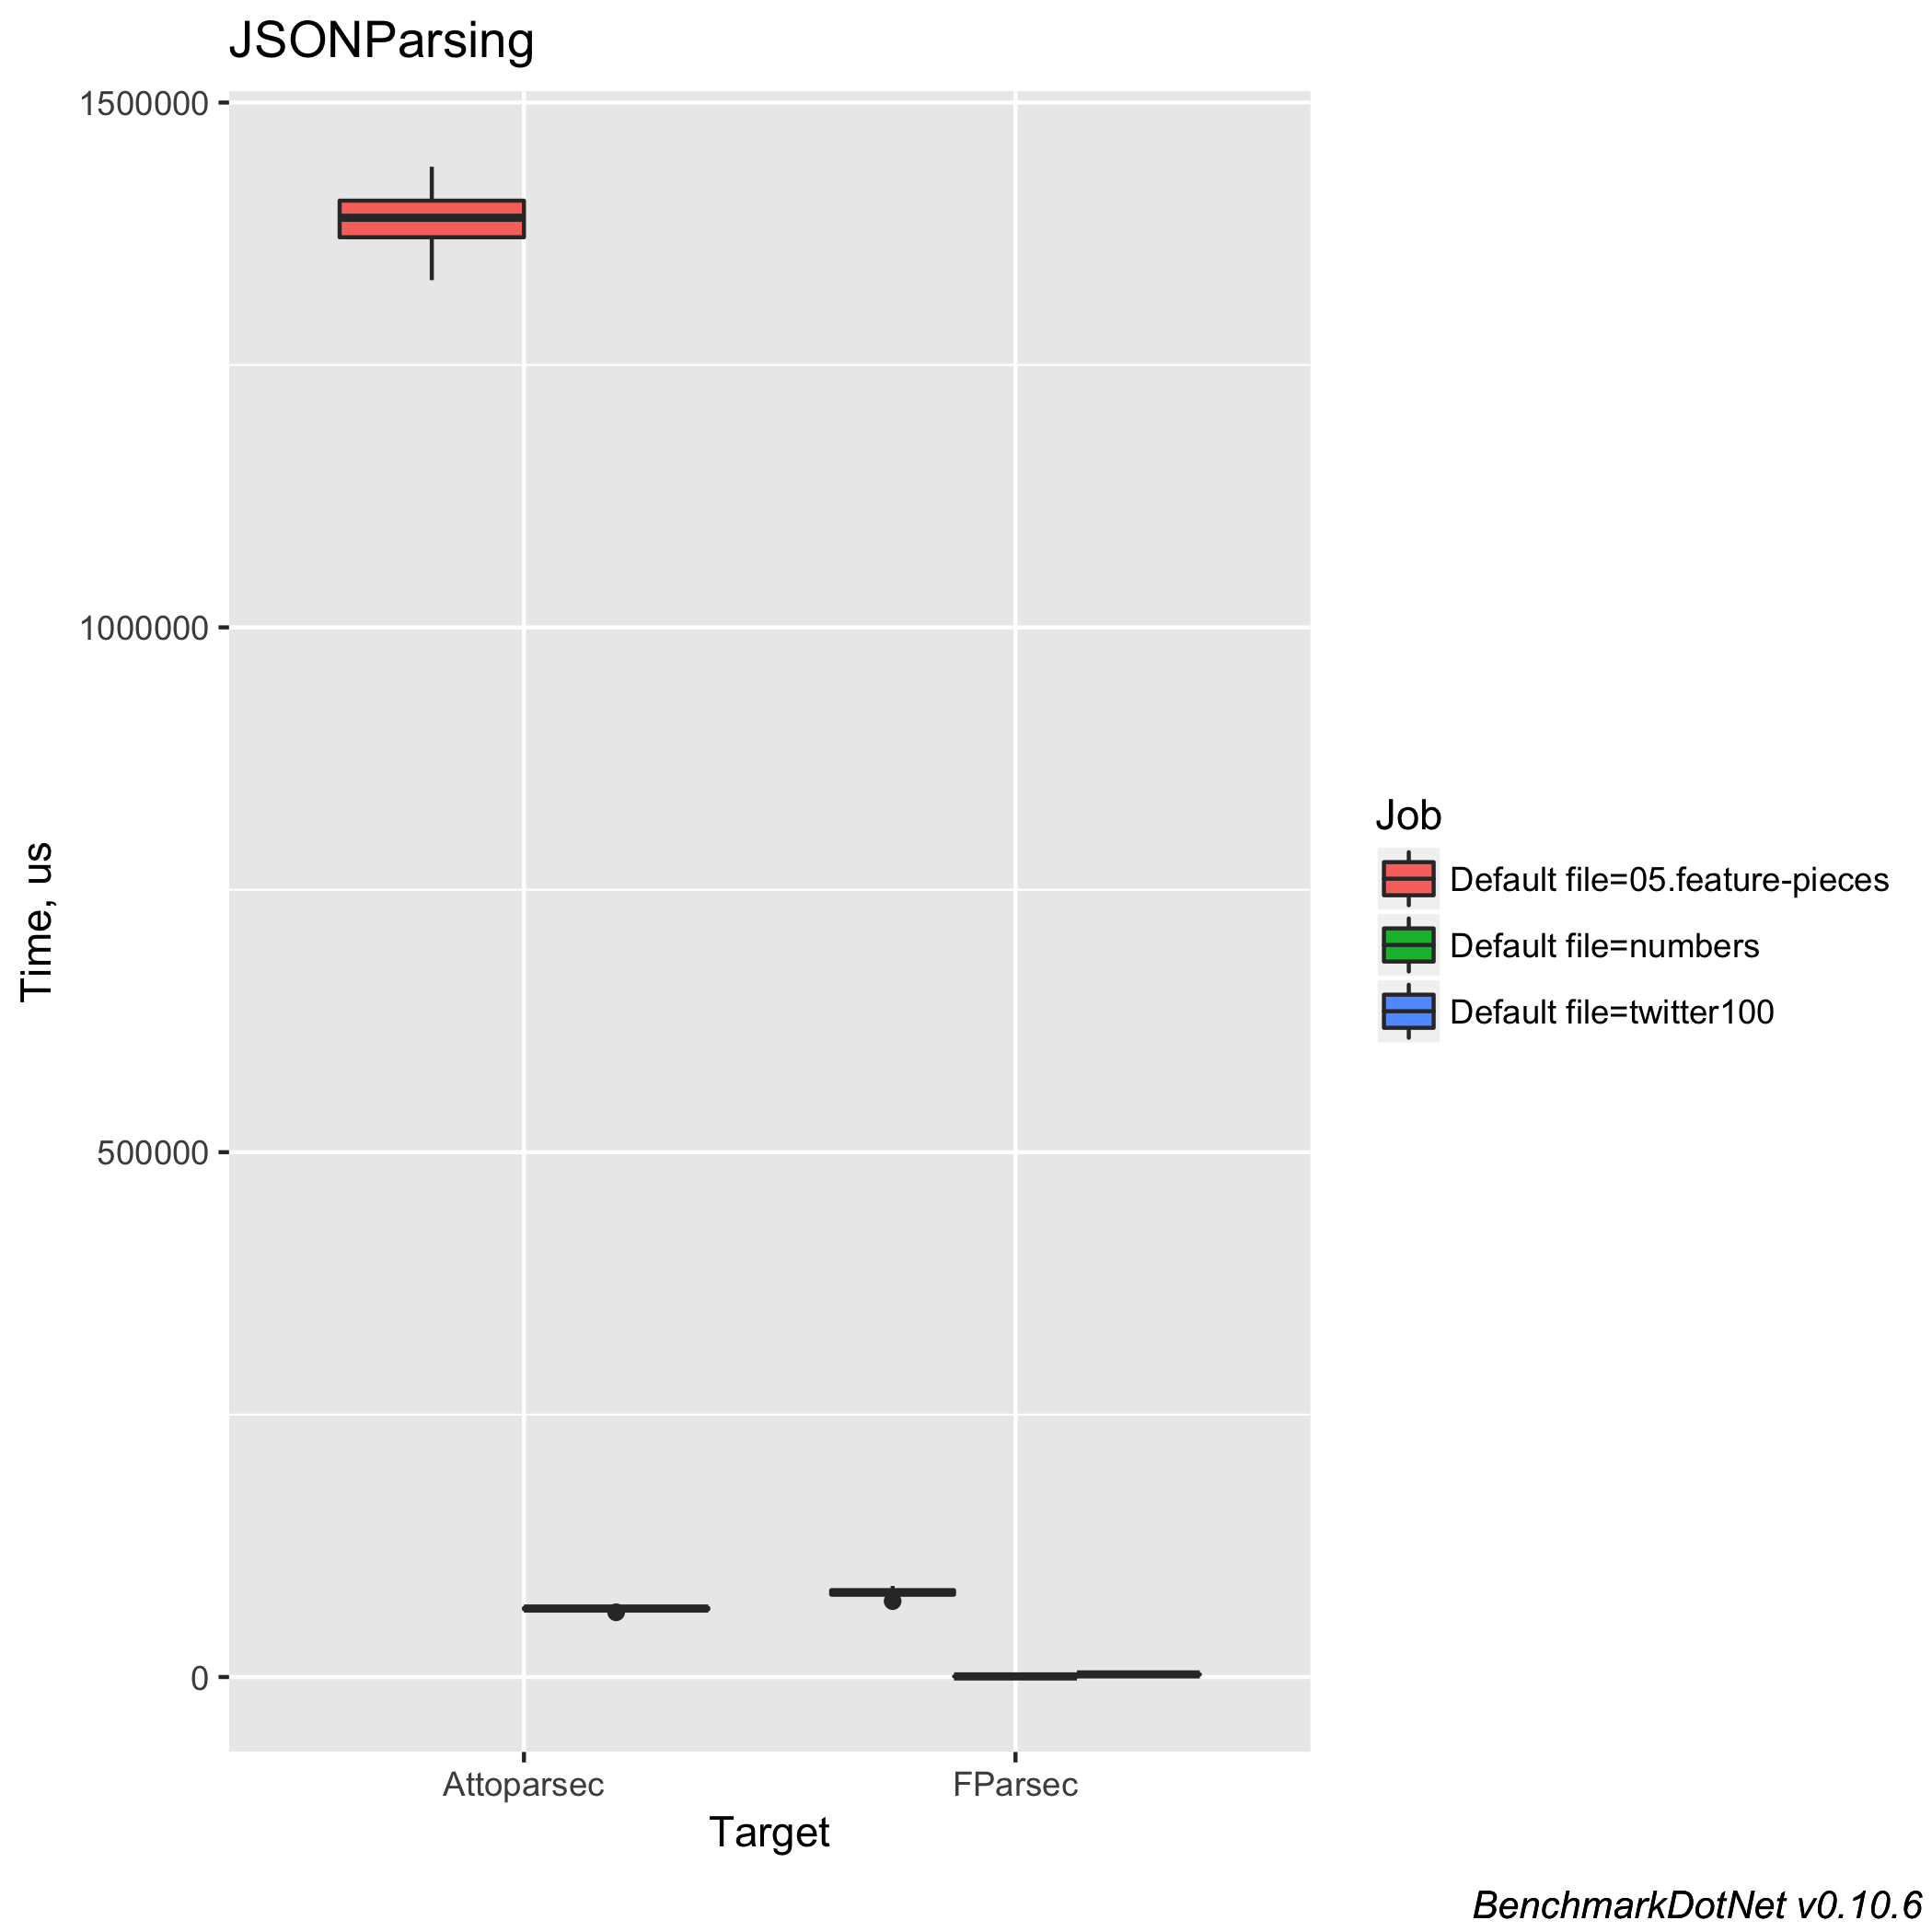 JSONParsing
1500000
1000000
500000
0
Time, us
Attoparsec
FParsec
Target
Job
Default file=05.feature-pieces
Default file=numbers
Default file=twitter100
BenchmarkDotNet v0.10.6